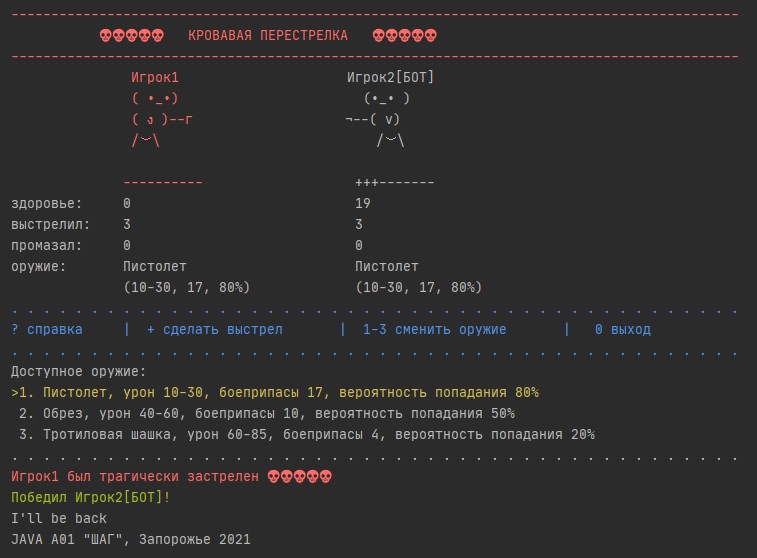 💀💀💀💀💀 КРОВАВАЯ ПЕРЕСТРЕЛКА 💀💀💀💀💀
Игрок1 Игрок2[БОТ]
( •_•) (•_• )
( ง )--г ¬--( v)
/︶\ /︶\
---------- +++-------
здоровье: 0 19
выстрелил: 3 3
промазал: 0 0
оружие: Пистолет Пистолет
(10-30, 17, 80%) (10-30, 17, 80%)
? справка | + сделать выстрел | 1-3 сменить оружие | 0 выход
Доступное оружие:
>1. Пистолет, урон 10-30, боеприпасы 17, вероятность попадания 80%
2. Обрез, урон 40-60, боеприпасы 10, вероятность попадания 50%
3. Тротиловая шашка, урон 60-85, боеприпасы 4, вероятность попадания 20%
Игрок1 был трагически застрелен 💀💀💀💀💀
Победил Игрок2[БОТ]!
I'll be back
JAVA A01 "ШАГ", Запорожье 2021